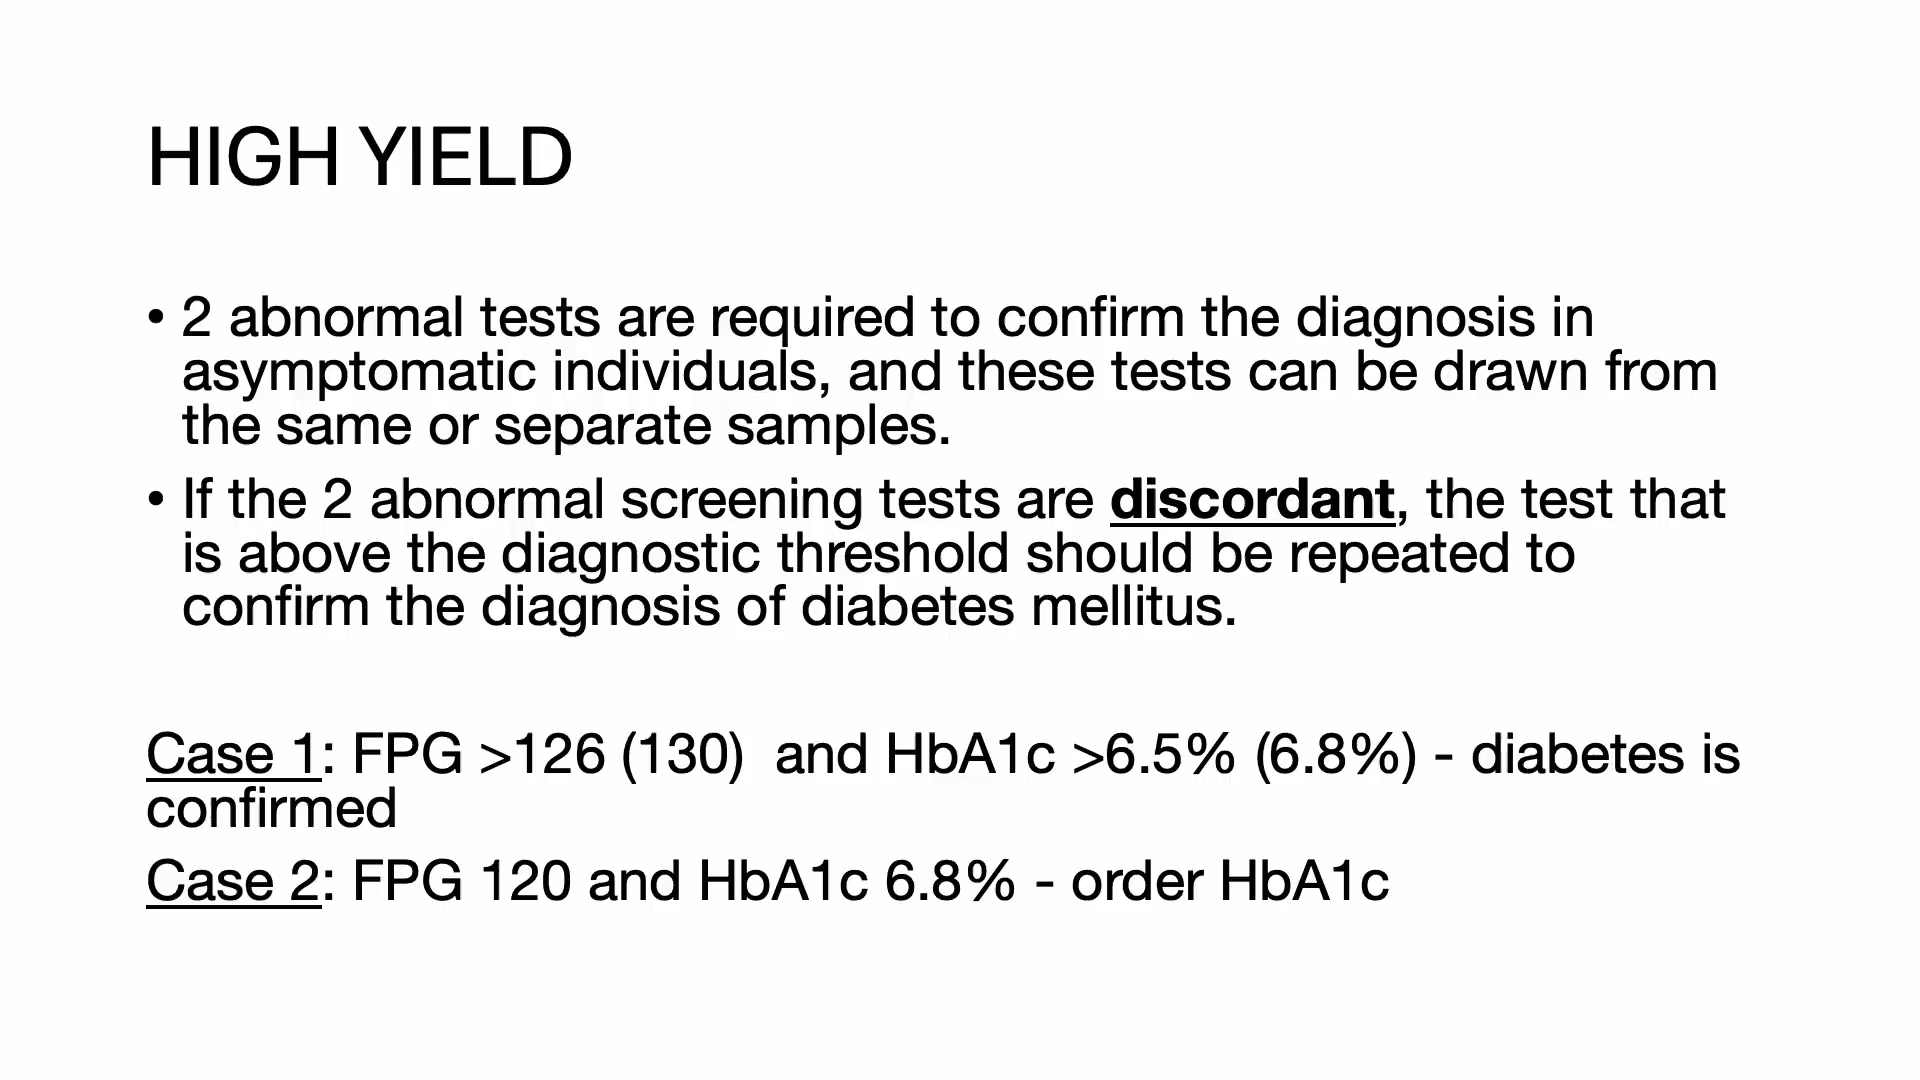 HIGH YIELD
• 2 abnormal tests are required to confirm the diagnosis in
asymptomatic individuals, and these tests can be drawn from
the same or separate samples.
• If the 2 abnormal screening tests are discordant, the test that
is above the diagnostic threshold should be repeated to
confirm the diagnosis of diabetes mellitus.
Case 1: FPG >126 (130)  and HbA1c >6.5% (6.8%) - diabetes is
confirmed
Case 2: FPG 120 and HbA1c 6.8% - order HbA1c